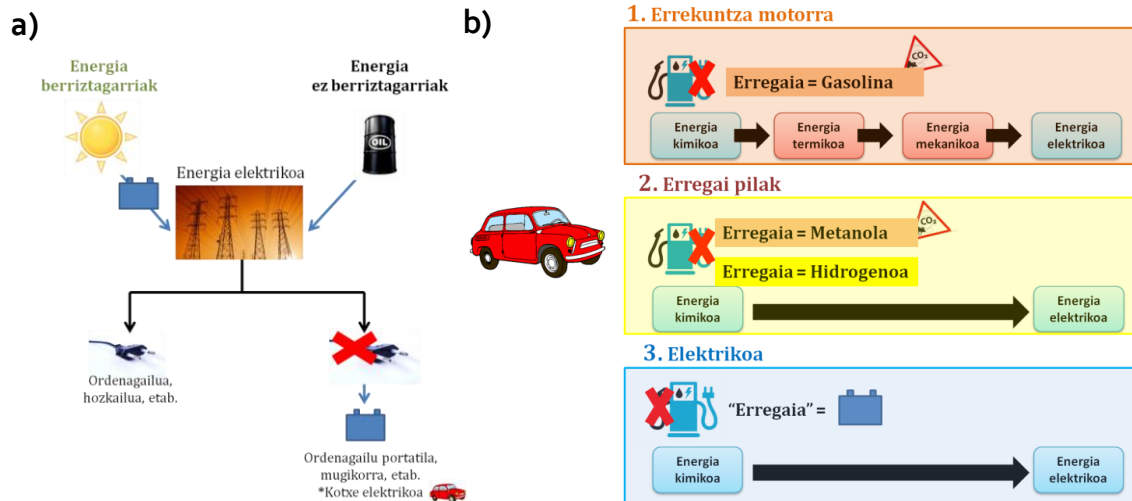 a)
Energia
berriztagarriak
Energia
ez berriztagarriak
OIL
Energia elektrikoa
Ordenagailua,
hozkailua, etab.
Ordenagailu portatila,
mugikorra, etab.
*Kotxe elektrikoa
b)
1. Errekuntza motorra
CO₂
Erregaia = Gasolina
Energia
kimikoa
Energia
termikoa
Energia
mekanikoa
Energia
elektrikoa
2. Erregai pilak
CO₂
Erregaia = Metanola
Erregaia = Hidrogenoa
Energia
kimikoa
Energia
elektrikoa
3. Elektrikoa
“Erregaia” =
Energia
kimikoa
Energia
elektrikoa